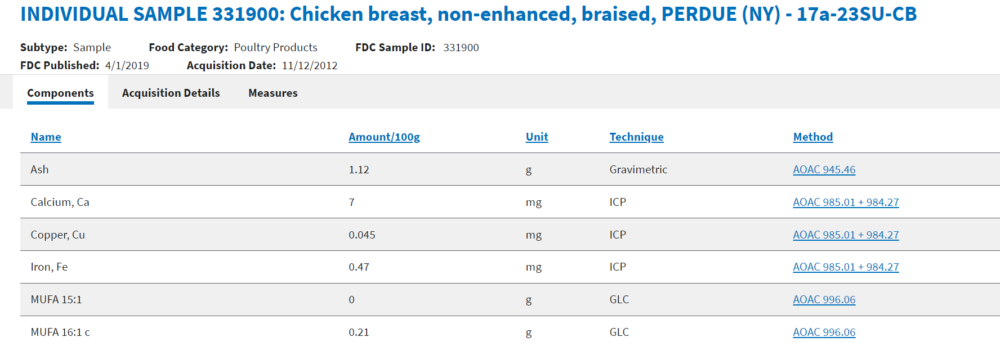 INDIVIDUAL SAMPLE 331900: Chicken breast, non-enhanced, braised, PERDUE (NY) - 17a-23SU-CB
Subtype: Sample Food Category: Poultry Products FDC Sample ID: 331900
FDC Published: 4/1/2019 Acquisition Date: 11/12/2012
Components Acquisition Details Measures
Name Amount/100g Unit Technique Method
Ash 1.12 g Gravimetric AOAC 945.46
Calcium, Ca 7 mg ICP AOAC 985.01 + 984.27
Copper, Cu 0.045 mg ICP AOAC 985.01 + 984.27
Iron, Fe 0.47 mg ICP AOAC 985.01 + 984.27
MUFA 15:1 0 g GLC AOAC 996.06
MUFA 16:1 c 0.21 g GLC AOAC 996.06